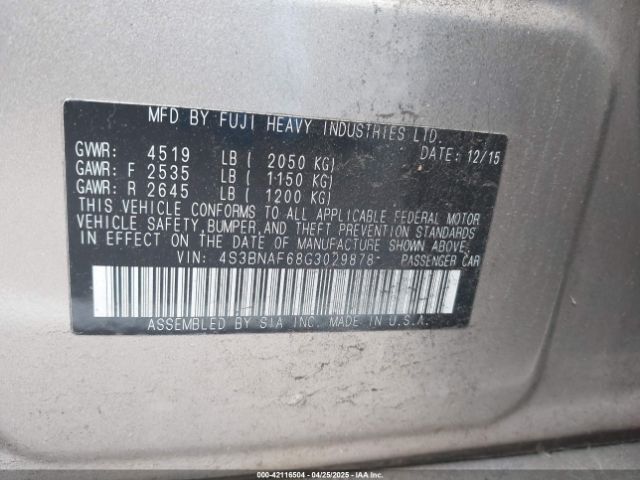 MFD BY FUJI HEAVY INDUSTRIES LTD.
DATE: 12/15
GVWR: 4519 LB ( 2050 KG)
GAWR: F 2535 LB ( 1150 KG)
GAWR: R 2645 LB ( 1200 KG)
THIS VEHICLE CONFORMS TO ALL APPLICABLE FEDERAL MOTOR
VEHICLE SAFETY, BUMPER, AND THEFT PREVENTION STANDARDS
IN EFFECT ON THE DATE OF MANUFACTURE SHOWN ABOVE.
VIN: 4S3BNAF68G3029878 PASSENGER CAR
ASSEMBLED BY SIA INC. MADE IN U.S.A.
000-42116504 - 04/25/2025 - IAAI.COM